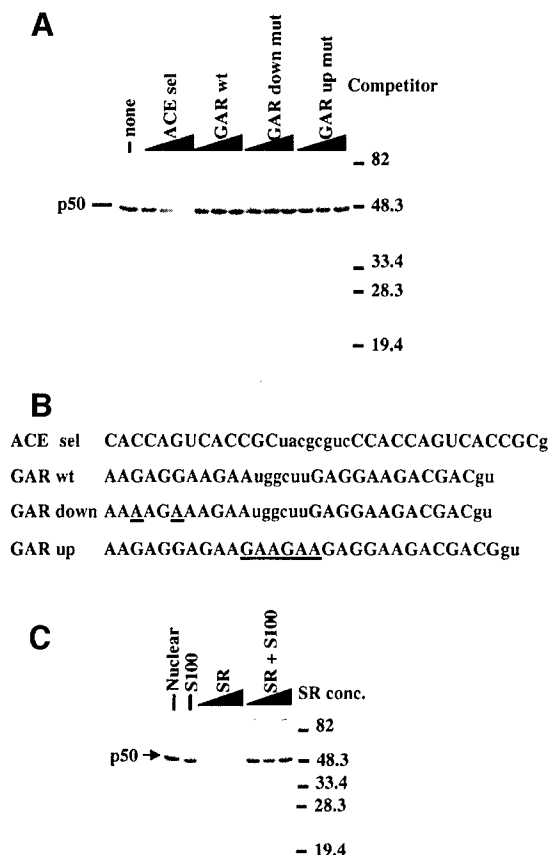 A
– none
ACE sel
GAR wt
GAR down mut
GAR up mut
Competitor
82
p50
48.3
33.4
28.3
19.4
B
ACE sel CACCAGUCACCGCuacgcgucCCACCAGUCACCGCg
GAR wt AAGAGGAAGAAuggcuuGAGGAAGACGACgu
GAR down AAAAGAAAGAAuggcuuGAGGAAGACGACgu
GAR up AAGAGGAGAAGAAGAAGAGGAAGACGACGgu
C
Nuclear
S100
SR
SR + S100
SR conc.
82
p50
48.3
33.4
28.3
19.4